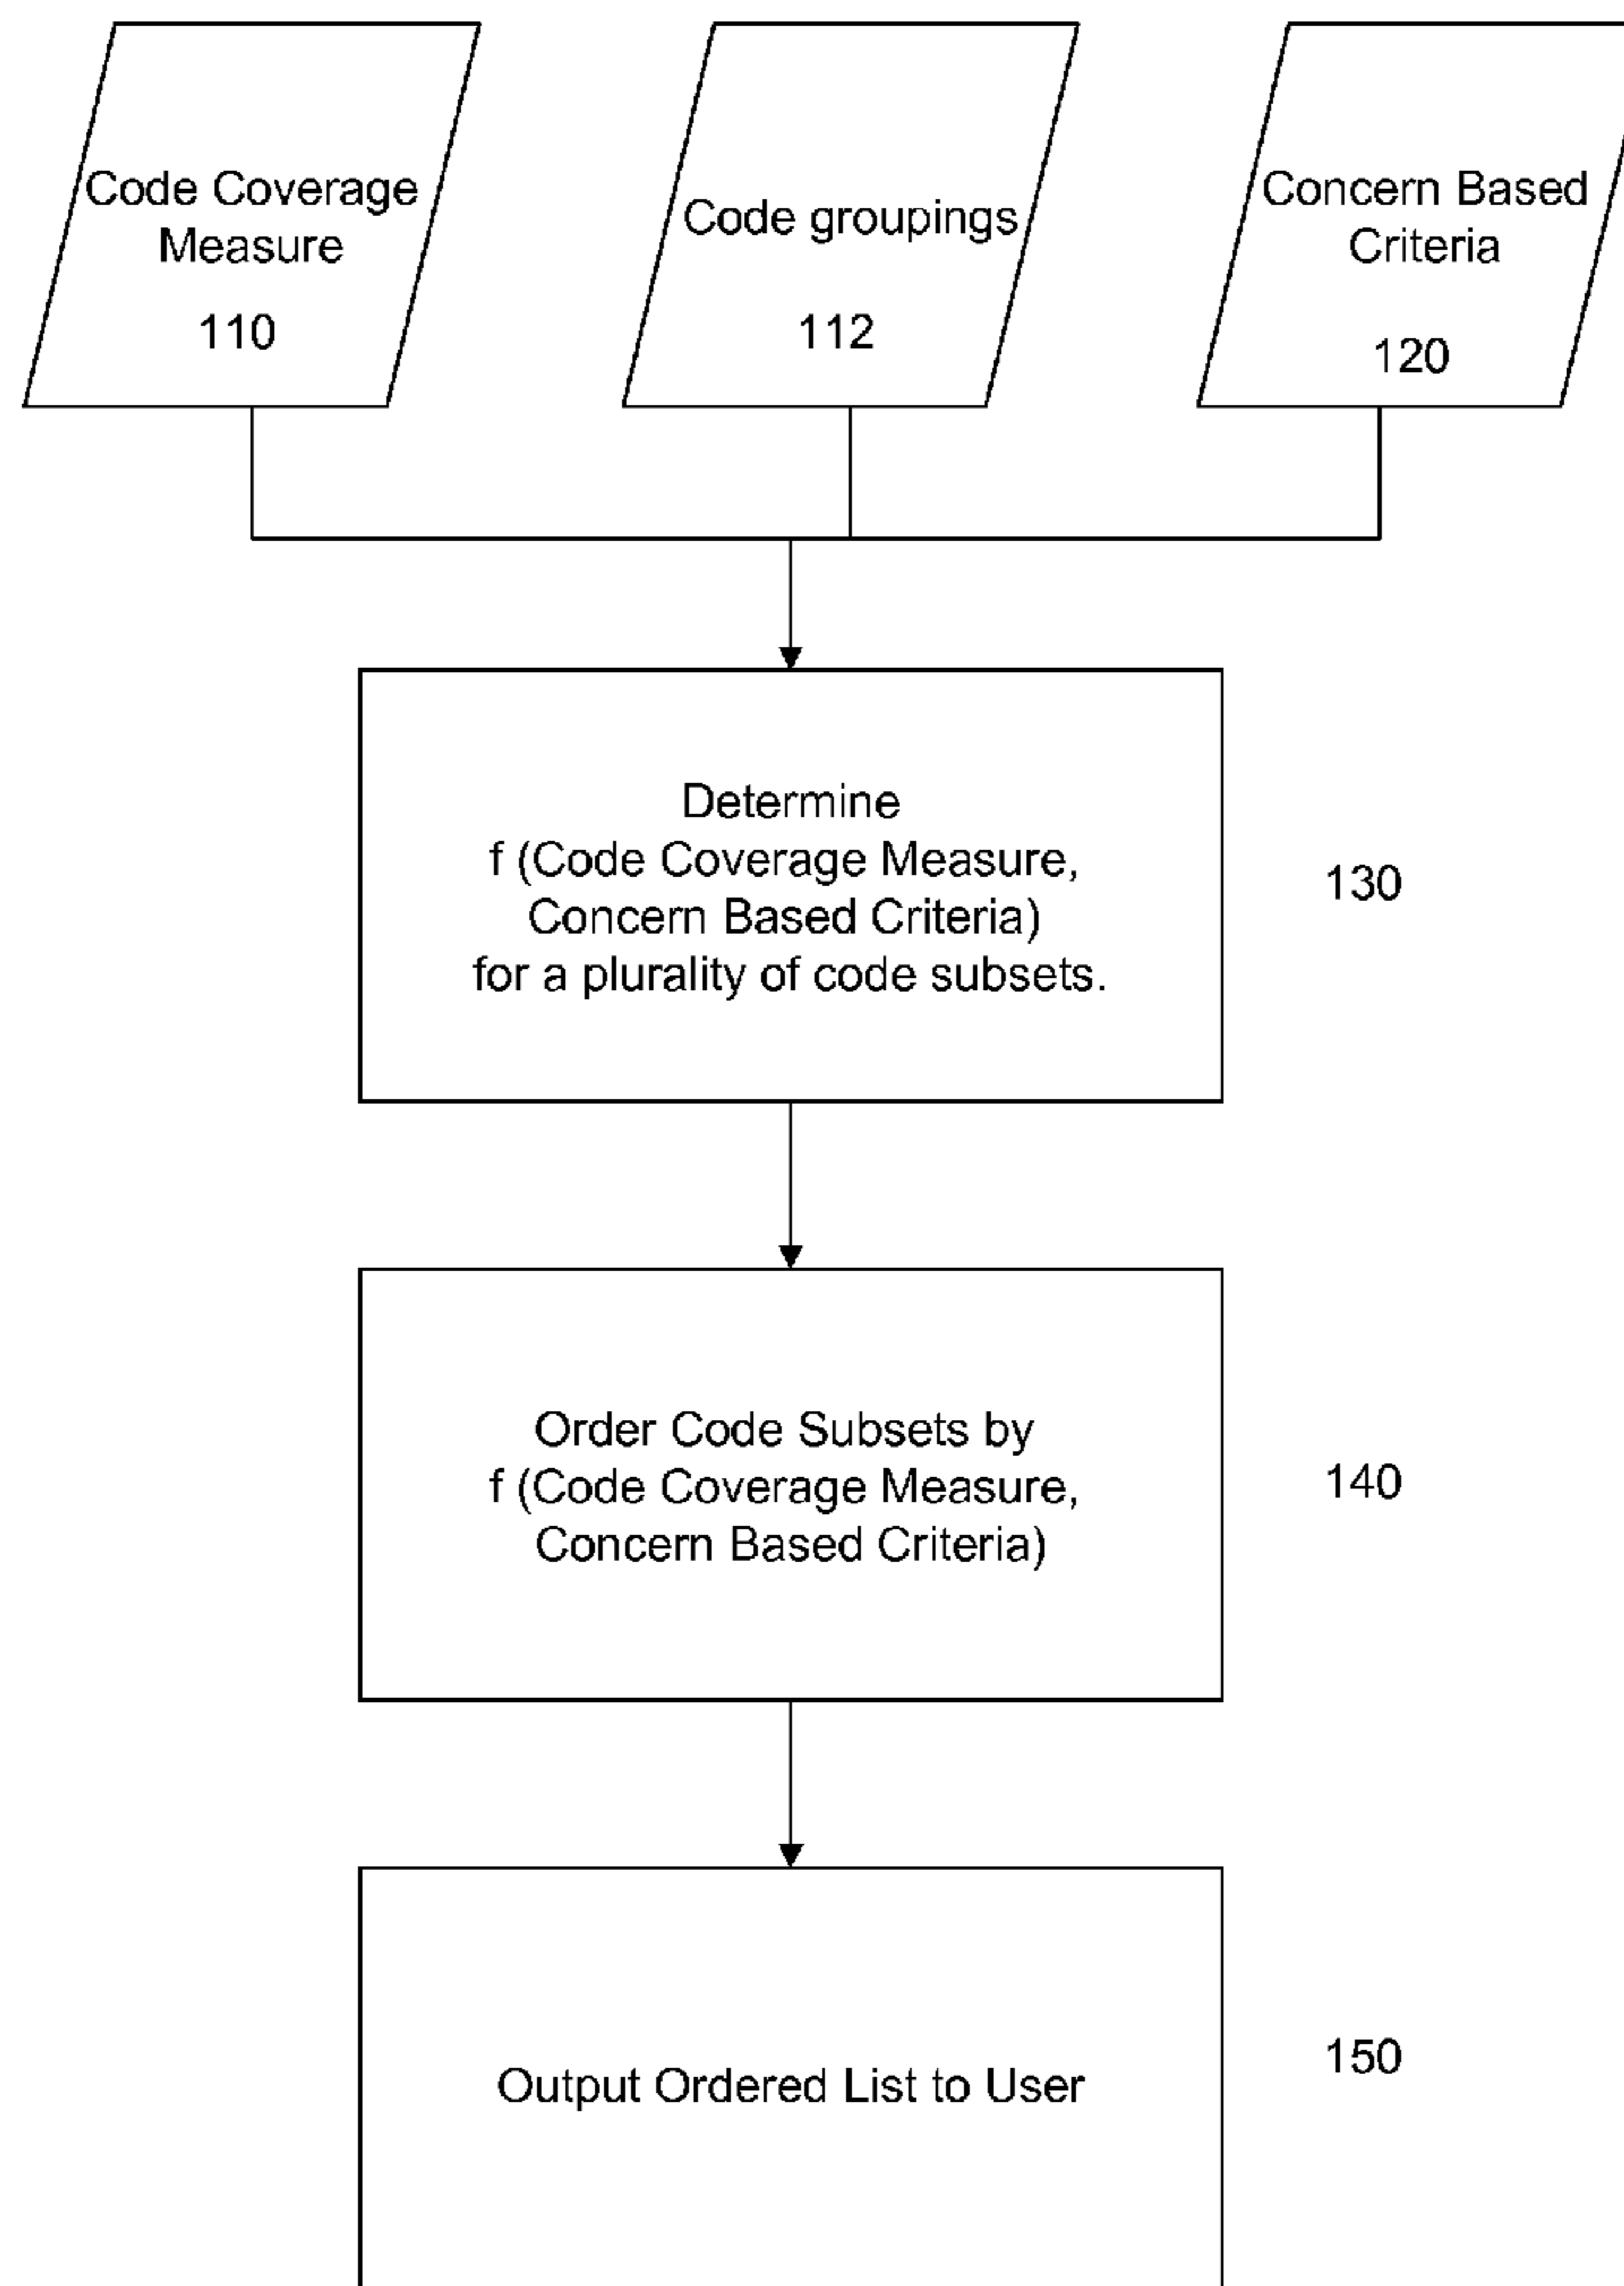 Code Coverage
Measure
110
Code groupings
112
Concern Based
Criteria
120
Determine
f (Code Coverage Measure,
Concern Based Criteria)
for a plurality of code subsets.
130
Order Code Subsets by
f (Code Coverage Measure,
Concern Based Criteria)
140
Output Ordered List to User
150